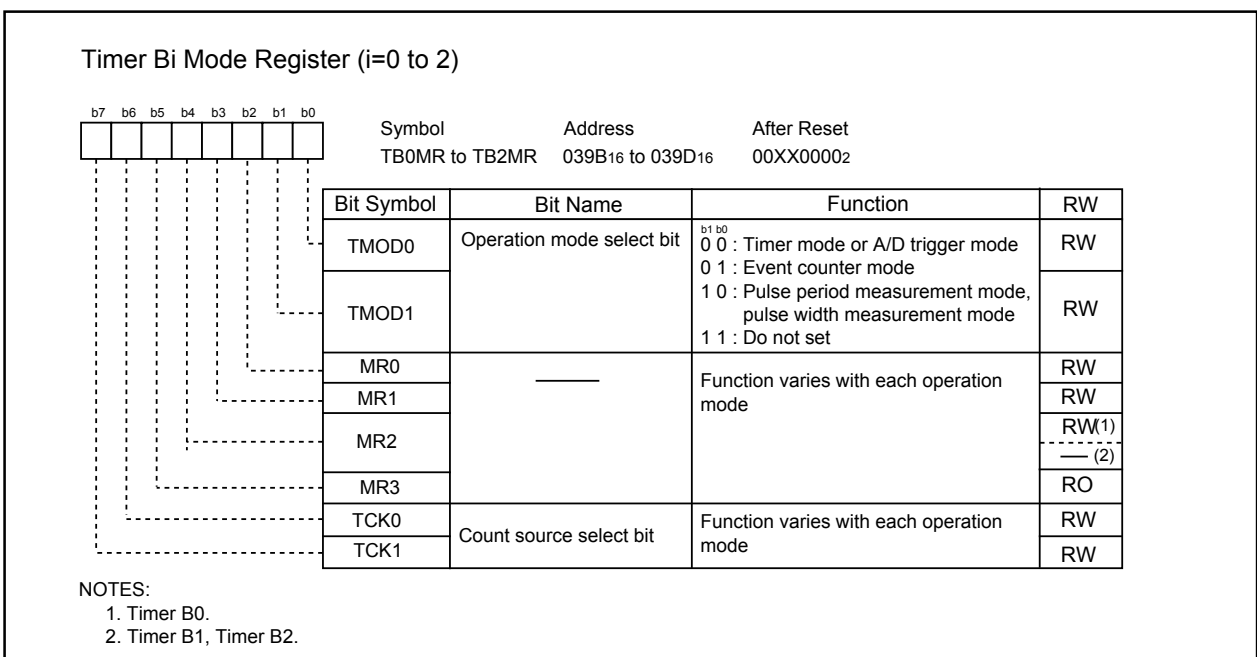 Timer Bi Mode Register (i=0 to 2)
b7 b6 b5 b4 b3 b2 b1 b0
Symbol Address After Reset
TB0MR to TB2MR 039B16 to 039D16 00XX00002
Bit Symbol Bit Name Function RW
TMOD0 Operation mode select bit b1 b0
0 0 : Timer mode or A/D trigger mode RW
0 1 : Event counter mode
TMOD1 1 0 : Pulse period measurement mode, RW
pulse width measurement mode
1 1 : Do not set
MR0 RW
Function varies with each operation
MR1 mode RW
MR2 RW(1)
(2)
MR3 RO
TCK0 Count source select bit Function varies with each operation RW
TCK1 mode RW
NOTES:
1. Timer B0.
2. Timer B1, Timer B2.